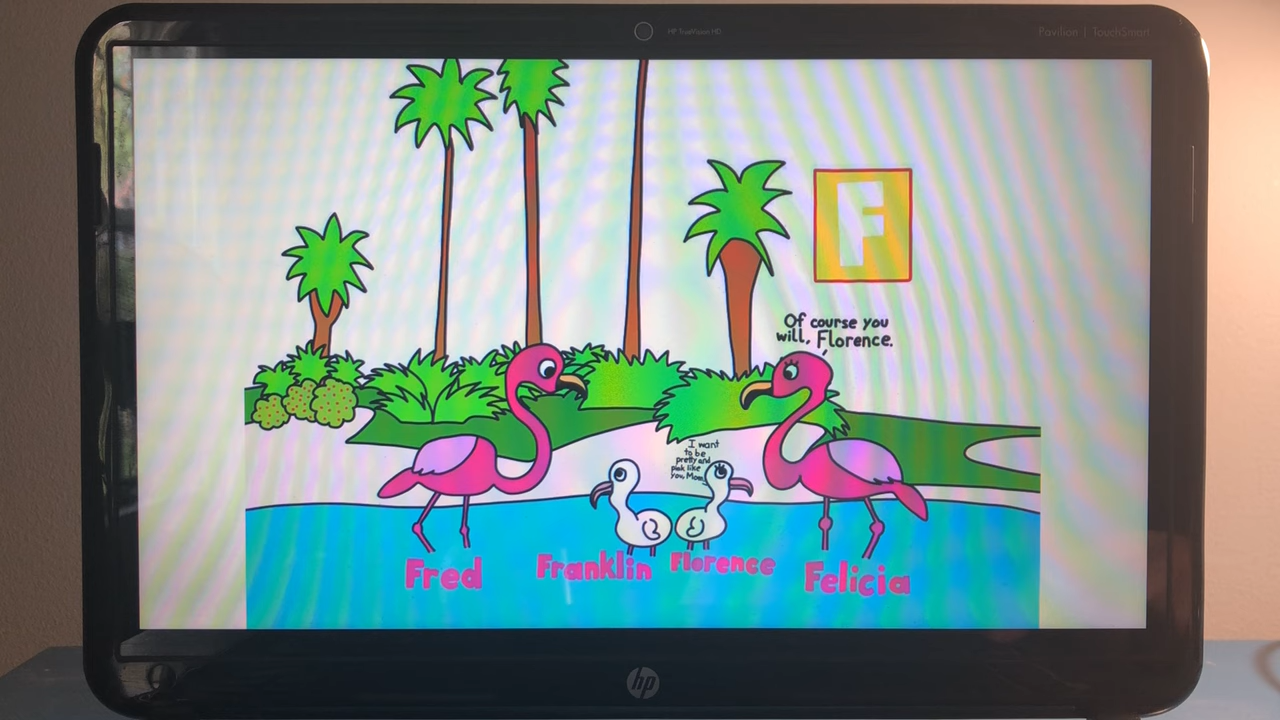 HP TrueVision HD
Pavilion | TouchSmart
F
Of course you
will, Florence.
I want
to be
pretty and
pink like
you, Mom.
Fred Franklin Florence Felicia
hp